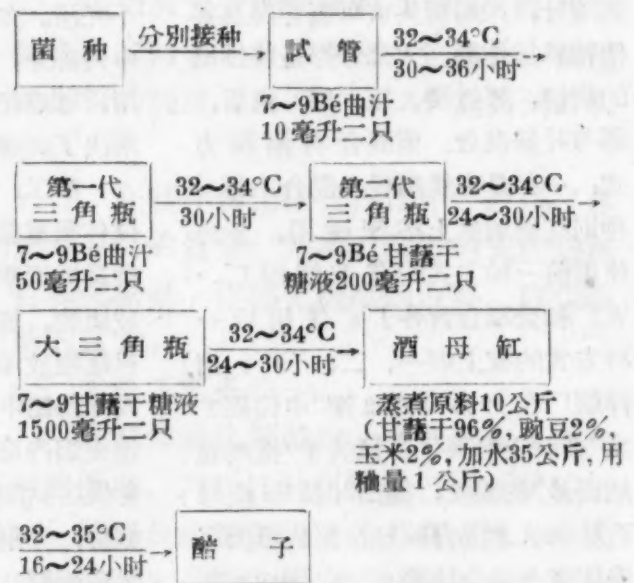 菌 种 分别接种 試 管 32~34°C
30~36小时
7~9Bé曲汁
10毫升二只
第一代 32~34°C 第二代 32~34°C
三 角 瓶 30小时 三 角 瓶 24~30小时
7~9Bé曲汁 7~9Bé甘藷干
50毫升二只 糖液200毫升二只
大 三 角 瓶 32~34°C 酒 母 缸
24~30小时
7~9甘藷干糖液 蒸煮原料10公斤
1500毫升二只 (甘藷干96%, 豌豆2%,
玉米2%, 加水35公斤, 用
麯量1公斤)
32~35°C 醅 子
16~24小时